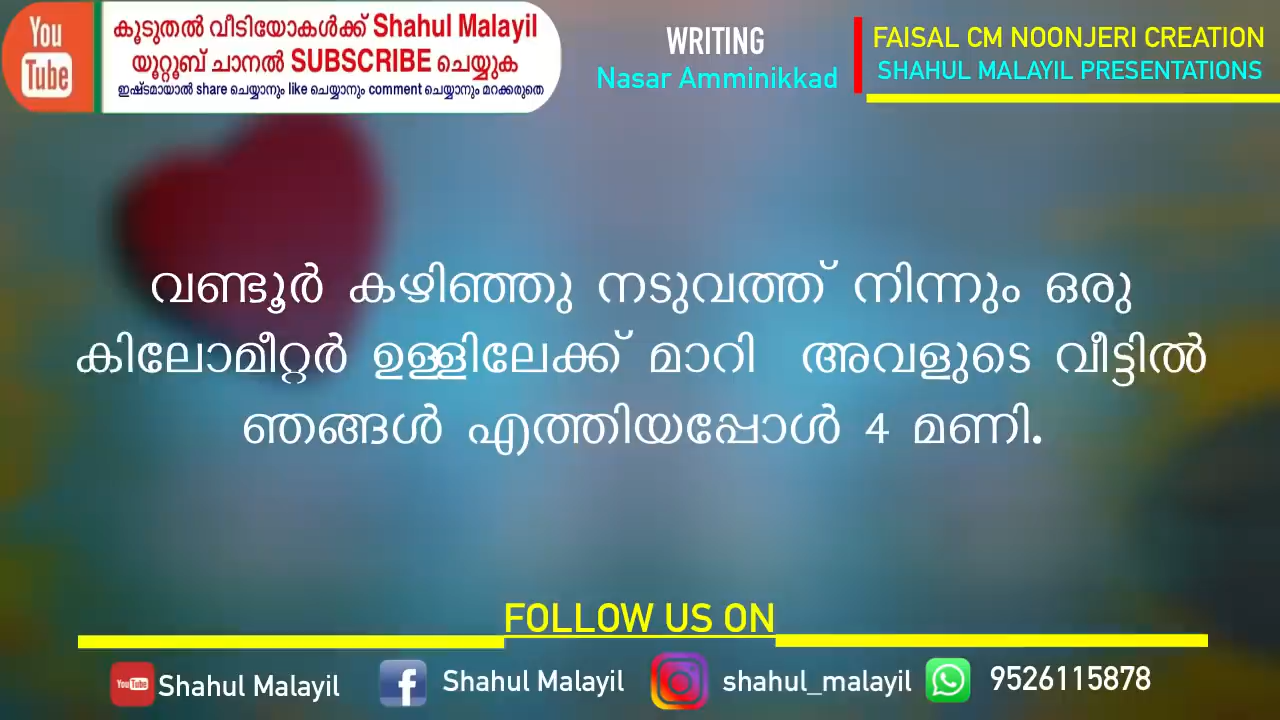 You
Tube
കൂടുതൽ വീടിയോകൾക്ക് Shahul Malayil
യൂറ്റൂബ് ചാനൽ SUBSCRIBE ചെയ്യുക
ഇഷ്ടമായാൽ share ചെയ്യാനും like ചെയ്യാനും comment ചെയ്യാനും മറക്കരുതെ
WRITING
Nasar Amminikkad
FAISAL CM NOONJERI CREATION
SHAHUL MALAYIL PRESENTATIONS
വണ്ടൂർ കഴിഞ്ഞു നടുവത്ത് നിന്നും ഒരു
കിലോമീറ്റർ ഉള്ളിലേക്ക് മാറി അവളുടെ വീട്ടിൽ
ഞങ്ങൾ എത്തിയപ്പോൾ 4 മണി.
FOLLOW US ON
YouTube Shahul Malayil
f Shahul Malayil
shahul_malayil
9526115878